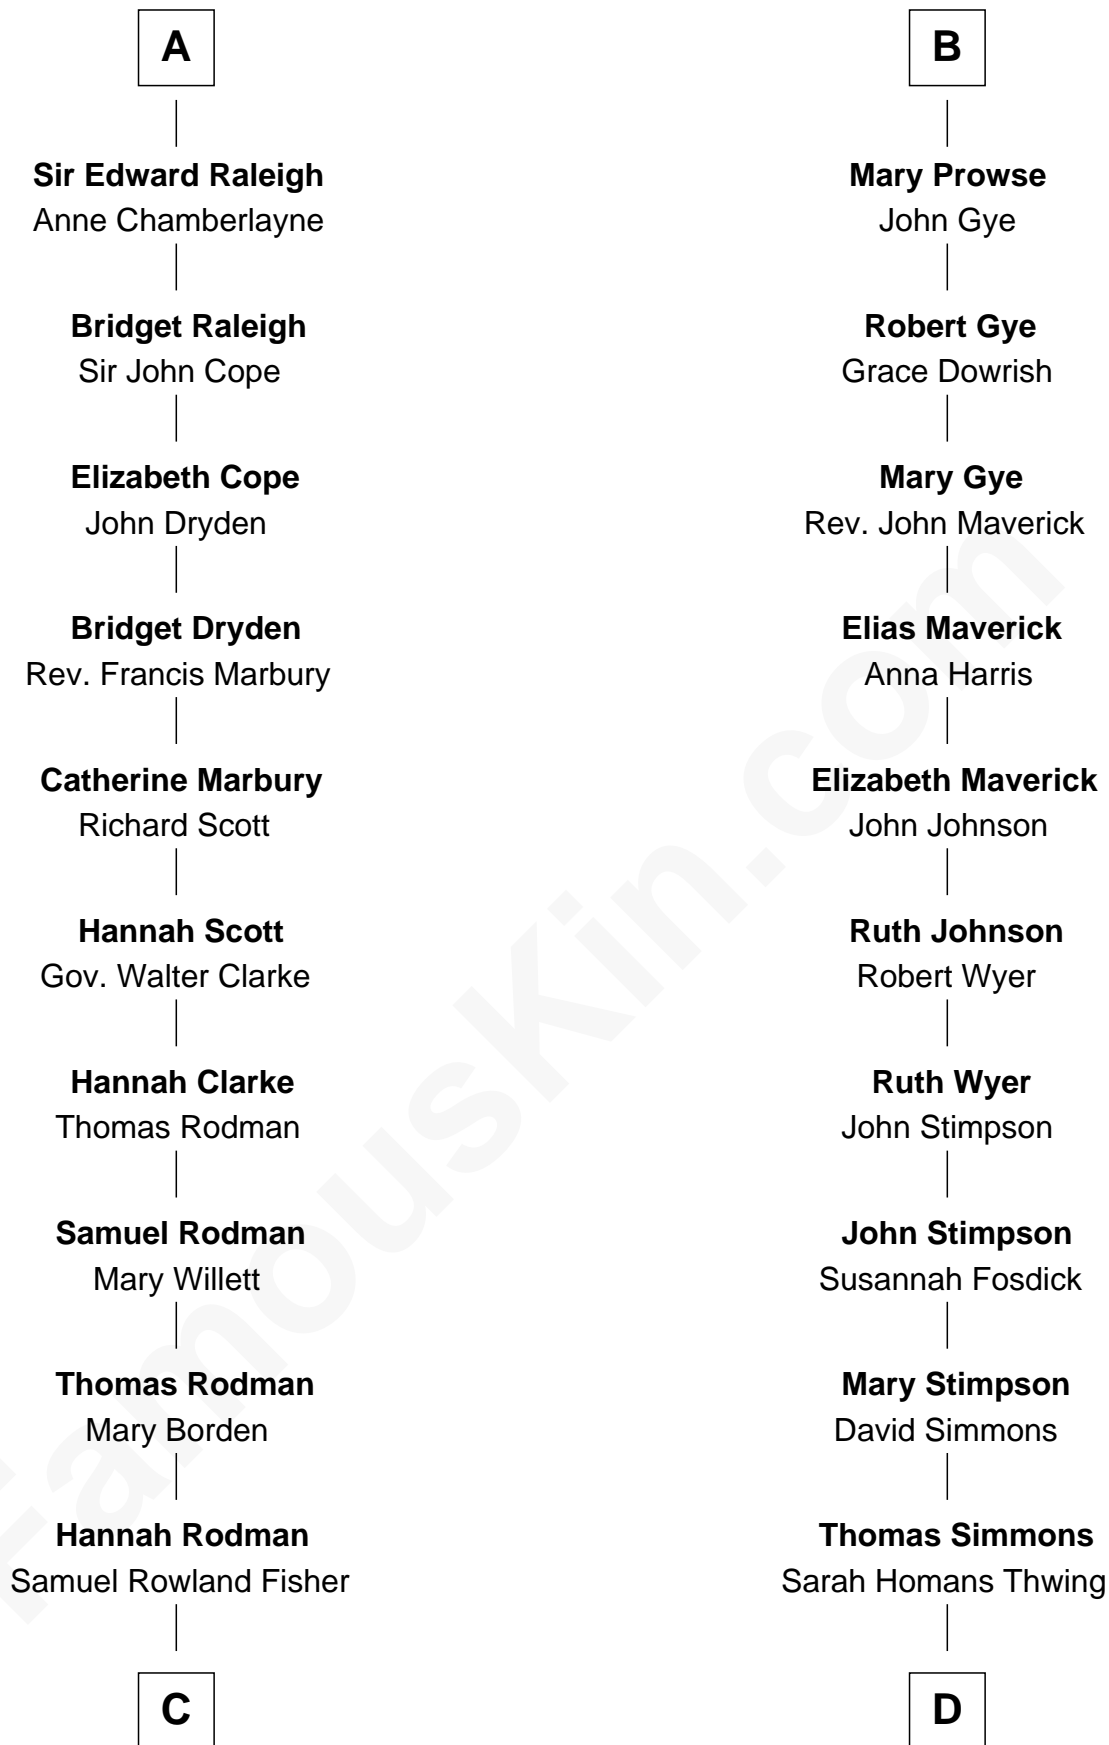 A
Sir Edward Raleigh
Anne Chamberlayne
Bridget Raleigh
Sir John Cope
Elizabeth Cope
John Dryden
Bridget Dryden
Rev. Francis Marbury
Catherine Marbury
Richard Scott
Hannah Scott
Gov. Walter Clarke
Hannah Clarke
Thomas Rodman
Samuel Rodman
Mary Willett
Thomas Rodman
Mary Borden
Hannah Rodman
Samuel Rowland Fisher
C
B
Mary Prowse
John Gye
Robert Gye
Grace Dowrish
Mary Gye
Rev. John Maverick
Elias Maverick
Anna Harris
Elizabeth Maverick
John Johnson
Ruth Johnson
Robert Wyer
Ruth Wyer
John Stimpson
John Stimpson
Susannah Fosdick
Mary Stimpson
David Simmons
Thomas Simmons
Sarah Homans Thwing
D
FamousKin.com